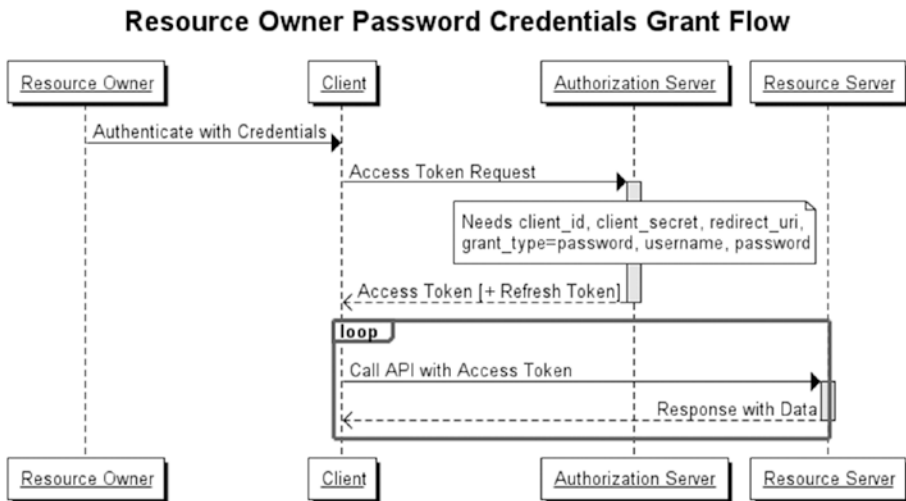 Resource Owner Password Credentials Grant Flow
Resource Owner
Client
Authorization Server
Resource Server
Authenticate with Credentials
Access Token Request
Needs client_id, client_secret, redirect_uri,
grant_type=password, username, password
Access Token [+ Refresh Token]
loop
Call API with Access Token
Response with Data
Resource Owner
Client
Authorization Server
Resource Server